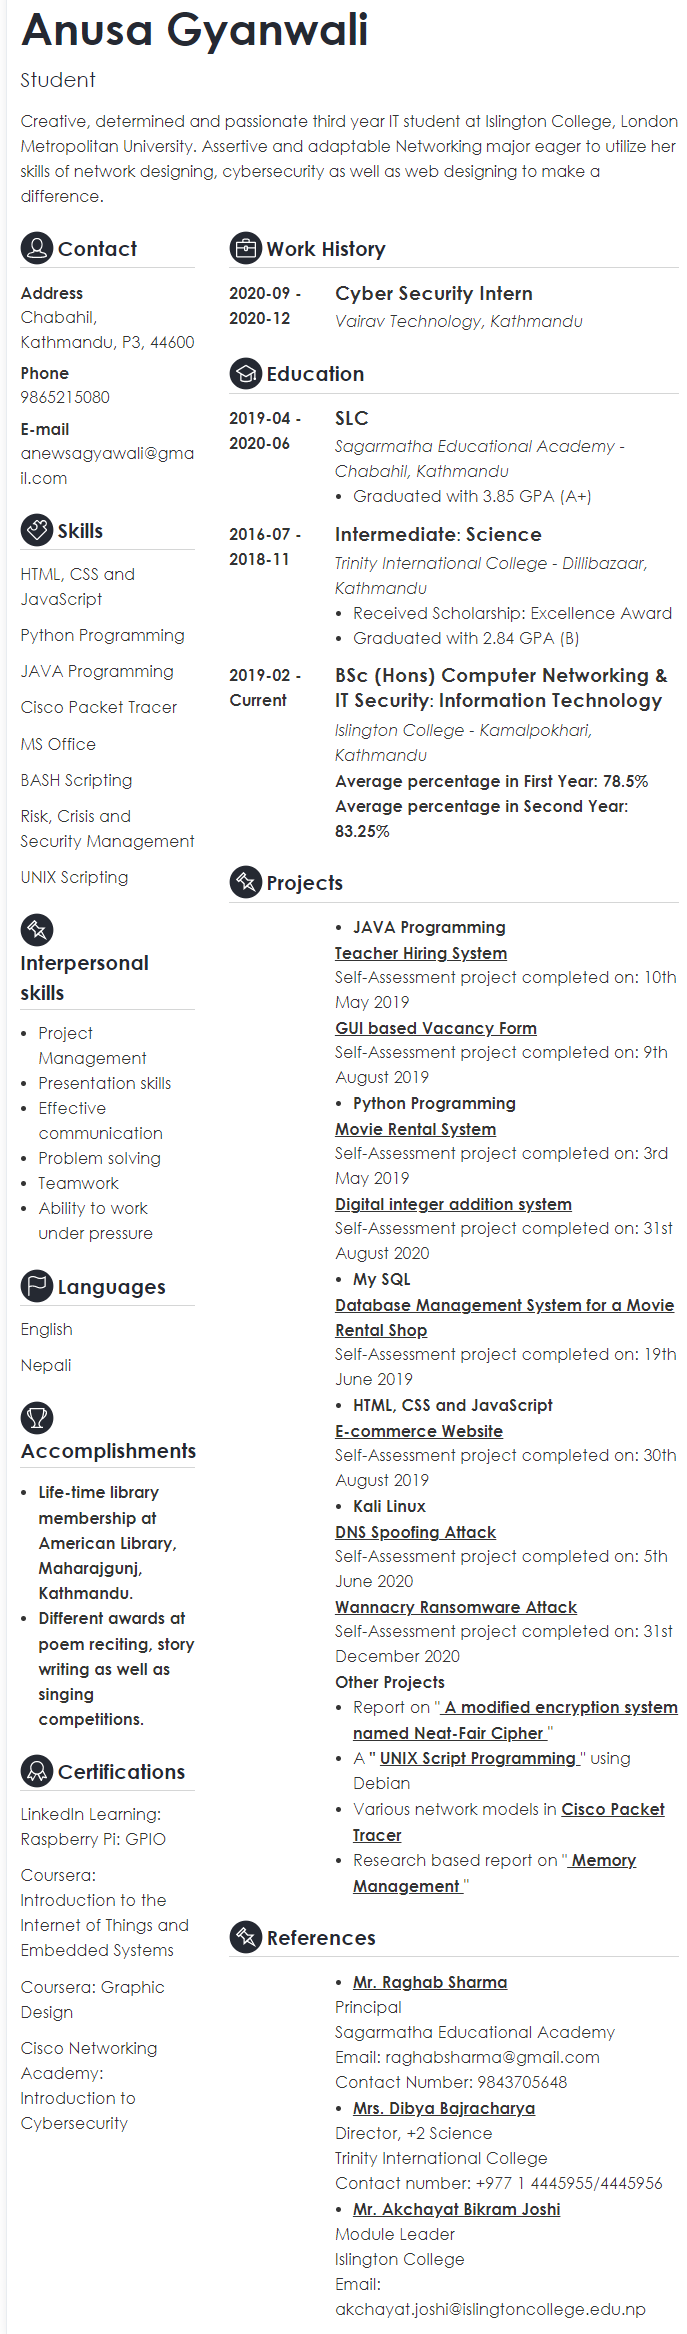 Anusa Gyanwali
Student
Creative, determined and passionate third year IT student at Islington College, London
Metropolitan University. Assertive and adaptable Networking major eager to utilize her
skills of network designing, cybersecurity as well as web designing to make a
difference.
Contact
Address
Chabahil,
Kathmandu, P3, 44600
Phone
9865215080
E-mail
anewsagyawali@gma
il.com
Skills
HTML, CSS and
JavaScript
Python Programming
JAVA Programming
Cisco Packet Tracer
MS Office
BASH Scripting
Risk, Crisis and
Security Management
UNIX Scripting
Interpersonal
skills
• Project
Management
• Presentation skills
• Effective
communication
• Problem solving
• Teamwork
• Ability to work
under pressure
Languages
English
Nepali
Accomplishments
• Life-time library
membership at
American Library,
Maharajgunj,
Kathmandu.
• Different awards at
poem reciting, story
writing as well as
singing
competitions.
Certifications
LinkedIn Learning:
Raspberry Pi: GPIO
Coursera:
Introduction to the
Internet of Things and
Embedded Systems
Coursera: Graphic
Design
Cisco Networking
Academy:
Introduction to
Cybersecurity
Work History
2020-09 -
2020-12
Cyber Security Intern
Vairav Technology, Kathmandu
Education
2019-04 -
2020-06
SLC
Sagarmatha Educational Academy -
Chabahil, Kathmandu
• Graduated with 3.85 GPA (A+)
2016-07 -
2018-11
Intermediate: Science
Trinity International College - Dillibazaar,
Kathmandu
• Received Scholarship: Excellence Award
• Graduated with 2.84 GPA (B)
2019-02 -
Current
BSc (Hons) Computer Networking &
IT Security: Information Technology
Islington College - Kamalpokhari,
Kathmandu
Average percentage in First Year: 78.5%
Average percentage in Second Year:
83.25%
Projects
• JAVA Programming
Teacher Hiring System
Self-Assessment project completed on: 10th
May 2019
GUI based Vacancy Form
Self-Assessment project completed on: 9th
August 2019
• Python Programming
Movie Rental System
Self-Assessment project completed on: 3rd
May 2019
Digital integer addition system
Self-Assessment project completed on: 31st
August 2020
• My SQL
Database Management System for a Movie
Rental Shop
Self-Assessment project completed on: 19th
June 2019
• HTML, CSS and JavaScript
E-commerce Website
Self-Assessment project completed on: 30th
August 2019
• Kali Linux
DNS Spoofing Attack
Self-Assessment project completed on: 5th
June 2020
Wannacry Ransomware Attack
Self-Assessment project completed on: 31st
December 2020
Other Projects
• Report on " A modified encryption system
named Neat-Fair Cipher "
• A " UNIX Script Programming " using
Debian
• Various network models in Cisco Packet
Tracer
• Research based report on " Memory
Management "
References
• Mr. Raghab Sharma
Principal
Sagarmatha Educational Academy
Email: raghabsharma@gmail.com
Contact Number: 9843705648
• Mrs. Dibya Bajracharya
Director, +2 Science
Trinity International College
Contact number: +977 1 4445955/4445956
• Mr. Akchayat Bikram Joshi
Module Leader
Islington College
Email:
akchayat.joshi@islingtoncollege.edu.np